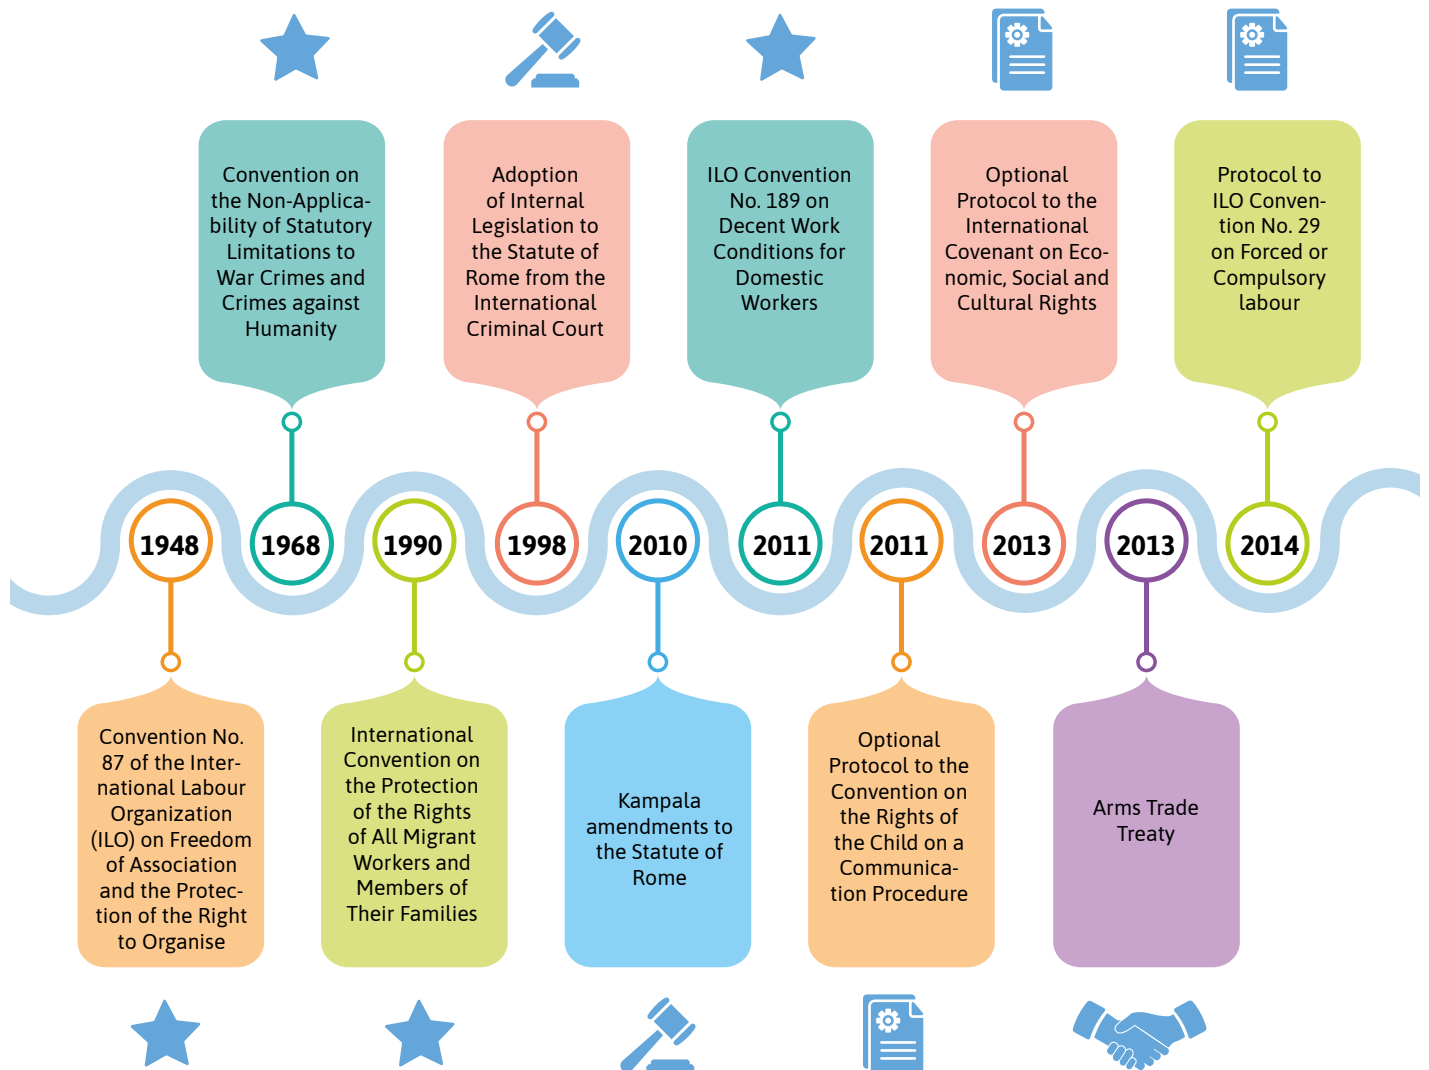 Convention on
the Non-Applica-
bility of Statutory
Limitations to
War Crimes and
Crimes against
Humanity
Adoption
of Internal
Legislation to
the Statute of
Rome from the
International
Criminal Court
ILO Convention
No. 189 on
Decent Work
Conditions for
Domestic
Workers
Optional
Protocol to the
International
Covenant on Eco-
nomic, Social and
Cultural Rights
Protocol to
ILO Conven-
tion No. 29
on Forced or
Compulsory
labour
1948
1968
1990
1998
2010
2011
2011
2013
2013
2014
Convention No.
87 of the Inter-
national Labour
Organization
(ILO) on Freedom
of Association
and the Protec-
tion of the Right
to Organise
International
Convention on
the Protection
of the Rights
of All Migrant
Workers and
Members of
Their Families
Kampala
amendments to
the Statute of
Rome
Optional
Protocol to the
Convention on
the Rights of
the Child on a
Communica-
tion Procedure
Arms Trade
Treaty